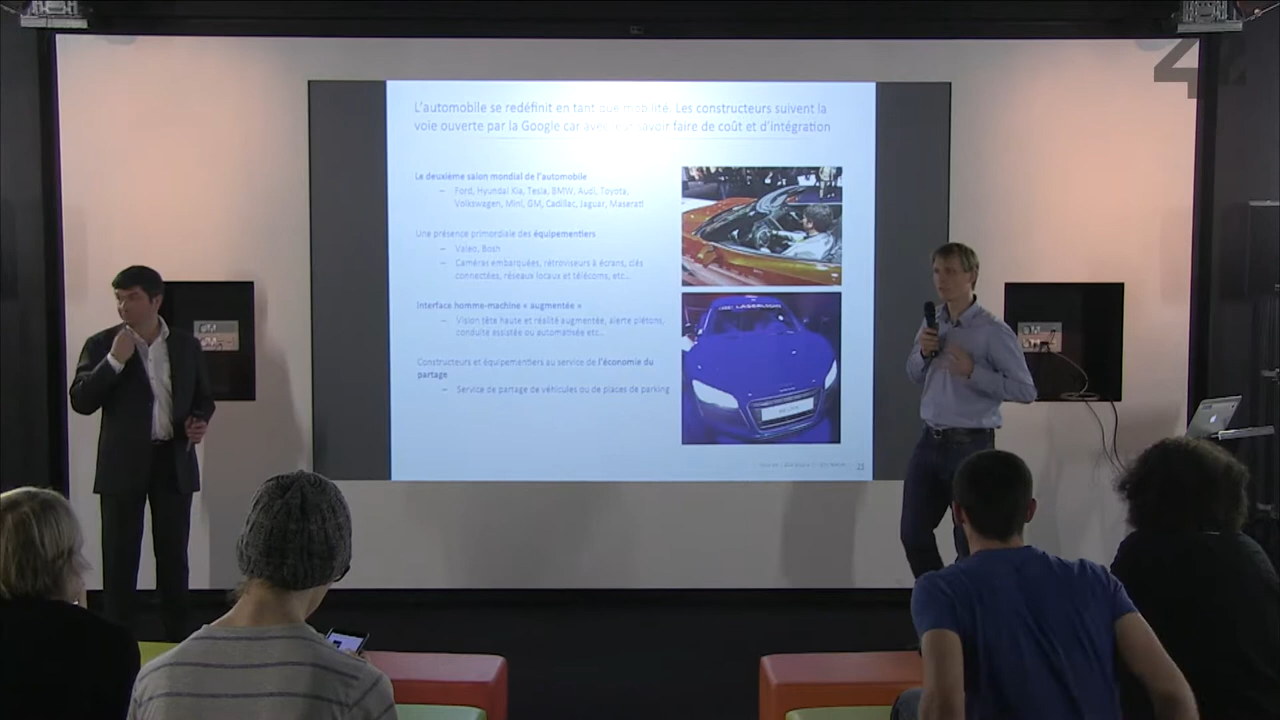 L'automobile se redéfinit en tant que mobilité. Les constructeurs suivent la
voie ouverte par la Google car avec leur savoir faire de coût et d'intégration
Le deuxième salon mondial de l'automobile
– Ford, Hyundai Kia, Tesla, BMW, Audi, Toyota,
Volkswagen, Mini, GM, Cadillac, Jaguar, Maserati
Une présence primordiale des équipementiers
– Valeo, Bosh
– Caméras embarquées, rétroviseurs à écrans, clés
connectées, réseaux locaux et télécoms, etc..
Interface homme-machine « augmentée »
– Vision tête haute et réalité augmentée, alerte piétons,
conduite assistée ou automatisée etc..
Constructeurs et équipementiers au service de l'économie du
partage
– Service de partage de véhicules ou de places de parking
LASERLIGHT
42